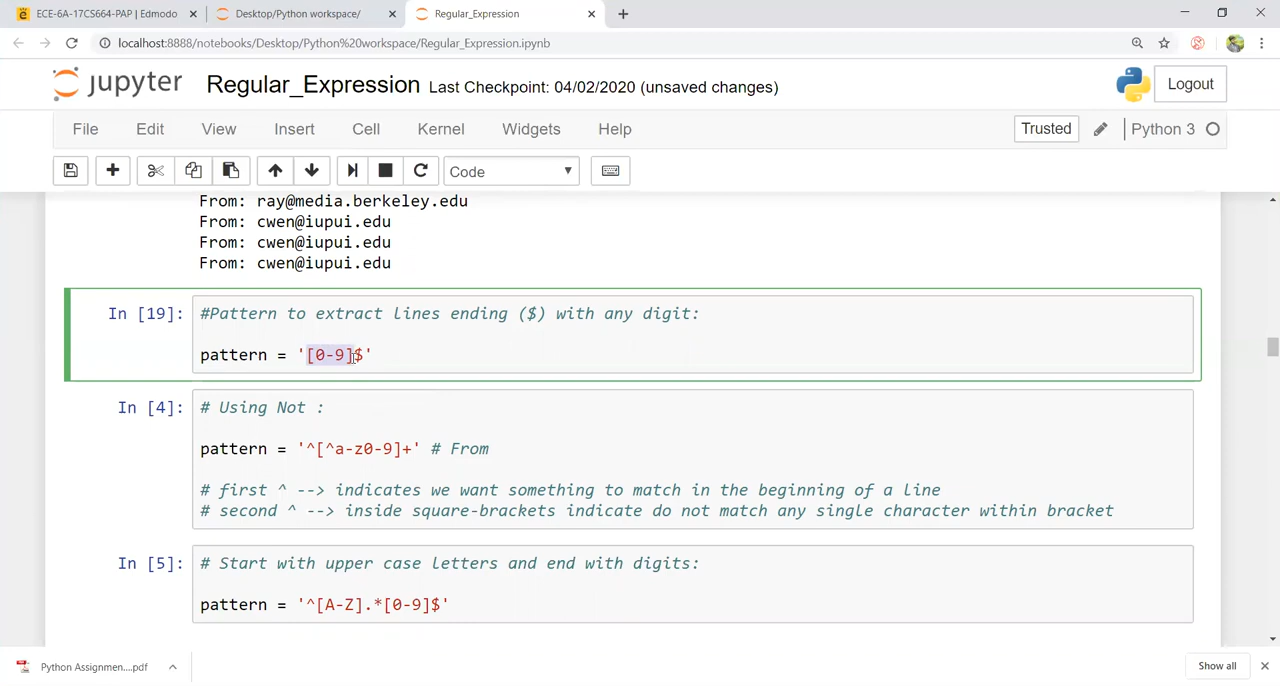 ECE-6A-17CS664-PAP | Edmodo
Desktop/Python workspace/
Regular_Expression
localhost:8888/notebooks/Desktop/Python%20workspace/Regular_Expression.ipynb
jupyter Regular_Expression Last Checkpoint: 04/02/2020 (unsaved changes)
Logout
File Edit View Insert Cell Kernel Widgets Help
Trusted
Python 3
Code
From: ray@media.berkeley.edu
From: cwen@iupui.edu
From: cwen@iupui.edu
From: cwen@iupui.edu
In [19]: #Pattern to extract lines ending ($) with any digit:
pattern = '[0-9]$'
In [4]: # Using Not :
pattern = '^[^a-z0-9]+' # From
# first ^ --> indicates we want something to match in the beginning of a line
# second ^ --> inside square-brackets indicate do not match any single character within bracket
In [5]: # Start with upper case letters and end with digits:
pattern = '^[A-Z].*[0-9]$'
Python Assignmen....pdf
Show all